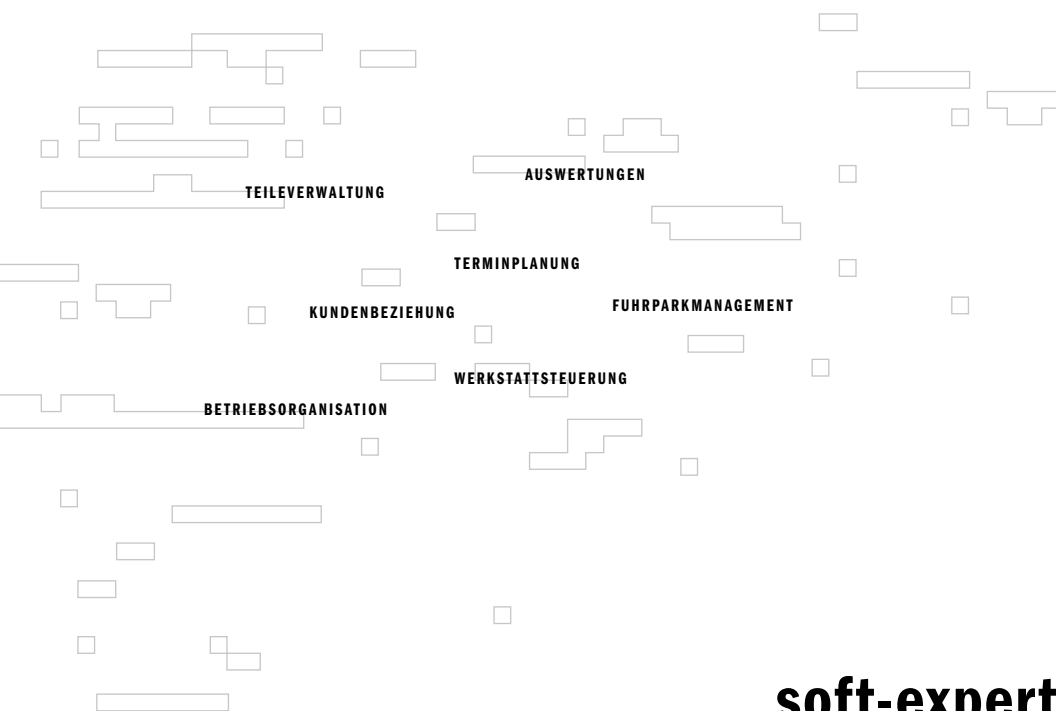 AUSWERTUNGEN
TEILEVERWALTUNG
TERMINPLANUNG
FUHRPARKMANAGEMENT
KUNDENBEZIEHUNG
WERKSTATTSTEUERUNG
BETRIEBSORGANISATION
soft-expert